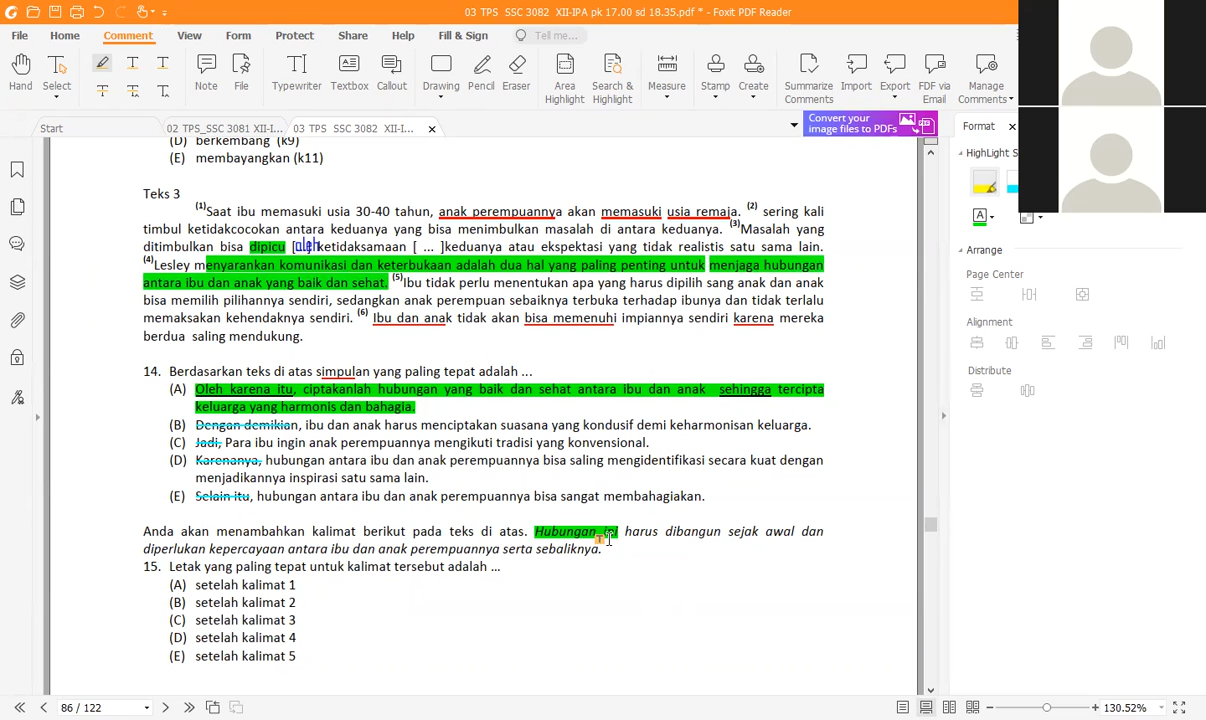 03 TPS SSC 3082 XII-IPA pk 17.00 sd 18.35.pdf * - Foxit PDF Reader
File Home Comment View Form Protect Share Help Fill & Sign Tell me...
Hand Select Note File Typewriter Textbox Callout Drawing Pencil Eraser Area Highlight Search & Highlight Measure Stamp Create Summarize Comments Import Export PDF via Email Manage Comments
Start 02 TPS_SSC 3081 XII-I... 03 TPS SSC 3082 XII-I...
Convert your image files to PDFs
Format
HighLight S
Arrange
Page Center
Alignment
Distribute
(D) berkembang (k9)
(E) membayangkan (k11)
Teks 3
(1)Saat ibu memasuki usia 30-40 tahun, anak perempuannya akan memasuki usia remaja. (2) sering kali
timbul ketidakcocokan antara keduanya yang bisa menimbulkan masalah di antara keduanya. (3)Masalah yang
ditimbulkan bisa dipicu [oleh]ketidaksamaan [ ... ]keduanya atau ekspektasi yang tidak realistis satu sama lain.
(4)Lesley menyarankan komunikasi dan keterbukaan adalah dua hal yang paling penting untuk menjaga hubungan
antara ibu dan anak yang baik dan sehat. (5)Ibu tidak perlu menentukan apa yang harus dipilih sang anak dan anak
bisa memilih pilihannya sendiri, sedangkan anak perempuan sebaiknya terbuka terhadap ibunya dan tidak terlalu
memaksakan kehendaknya sendiri. (6) Ibu dan anak tidak akan bisa memenuhi impiannya sendiri karena mereka
berdua saling mendukung.
14. Berdasarkan teks di atas simpulan yang paling tepat adalah ...
(A) Oleh karena itu, ciptakanlah hubungan yang baik dan sehat antara ibu dan anak sehingga tercipta
keluarga yang harmonis dan bahagia.
(B) Dengan demikian, ibu dan anak harus menciptakan suasana yang kondusif demi keharmonisan keluarga.
(C) Jadi, Para ibu ingin anak perempuannya mengikuti tradisi yang konvensional.
(D) Karenanya, hubungan antara ibu dan anak perempuannya bisa saling mengidentifikasi secara kuat dengan
menjadikannya inspirasi satu sama lain.
(E) Selain itu, hubungan antara ibu dan anak perempuannya bisa sangat membahagiakan.
Anda akan menambahkan kalimat berikut pada teks di atas. Hubungan ini harus dibangun sejak awal dan
diperlukan kepercayaan antara ibu dan anak perempuannya serta sebaliknya.
15. Letak yang paling tepat untuk kalimat tersebut adalah ...
(A) setelah kalimat 1
(B) setelah kalimat 2
(C) setelah kalimat 3
(D) setelah kalimat 4
(E) setelah kalimat 5
86 / 122
130.52%